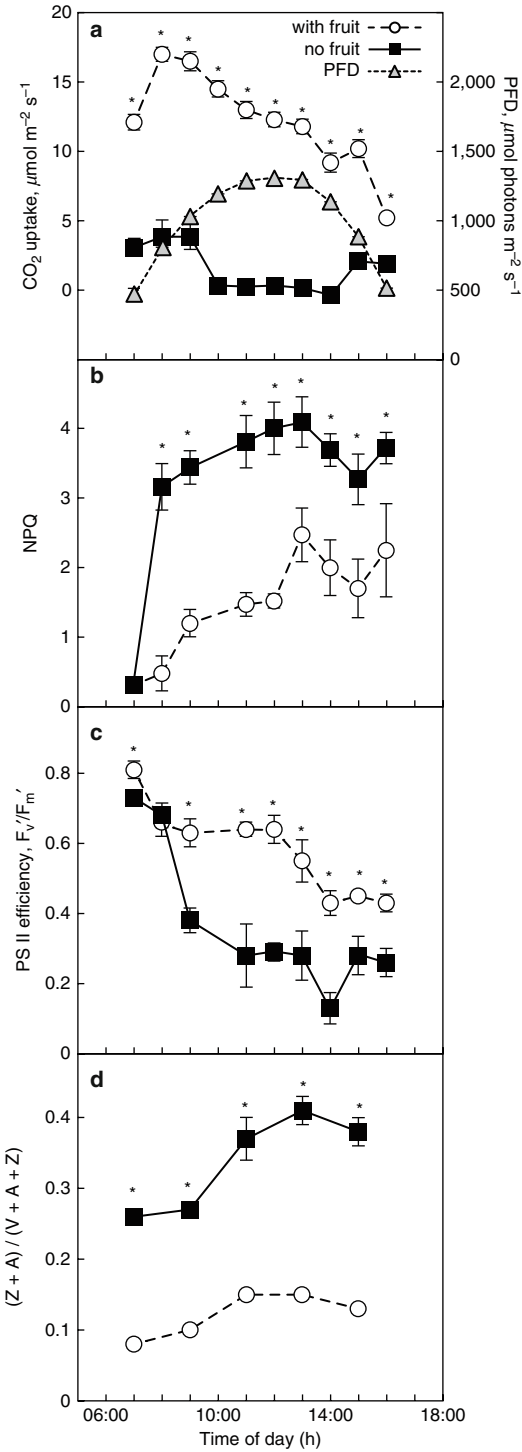 a
with fruit
no fruit
PFD
20
15
10
5
0
CO2 uptake, μmol m−2 s−1
2,000
1,500
1,000
500
0
PFD, μmol photons m−2 s−1
* * * * * * * * * *
b
4
3
2
1
0
NPQ
* * * * * * * *
c
0.8
0.6
0.4
0.2
0
PS II efficiency, Fv′/Fm′
* * * * * * * *
d
0.4
0.3
0.2
0.1
0
(Z + A) / (V + A + Z)
* * * * *
06:00 10:00 14:00 18:00
Time of day (h)